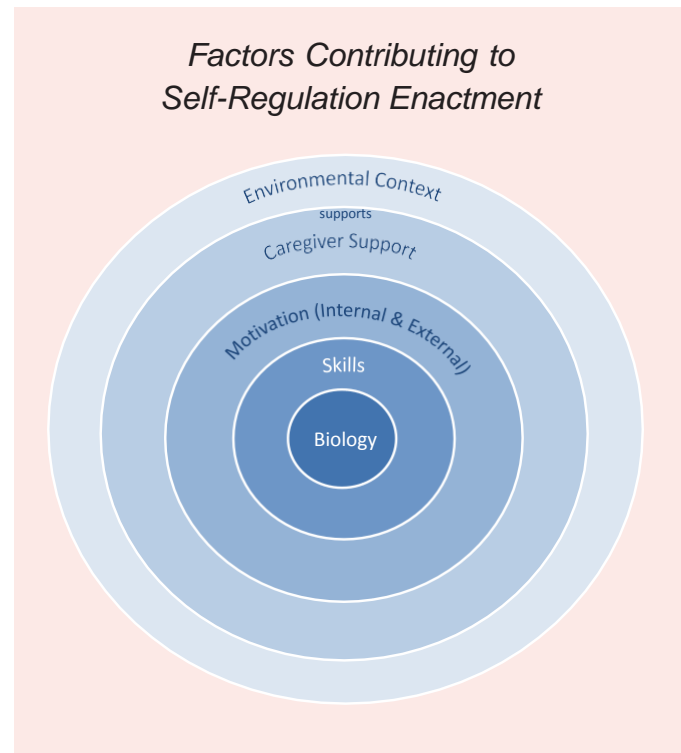 Factors Contributing to
Self-Regulation Enactment
Environmental Context
supports
Caregiver Support
Motivation (Internal & External)
Skills
Biology